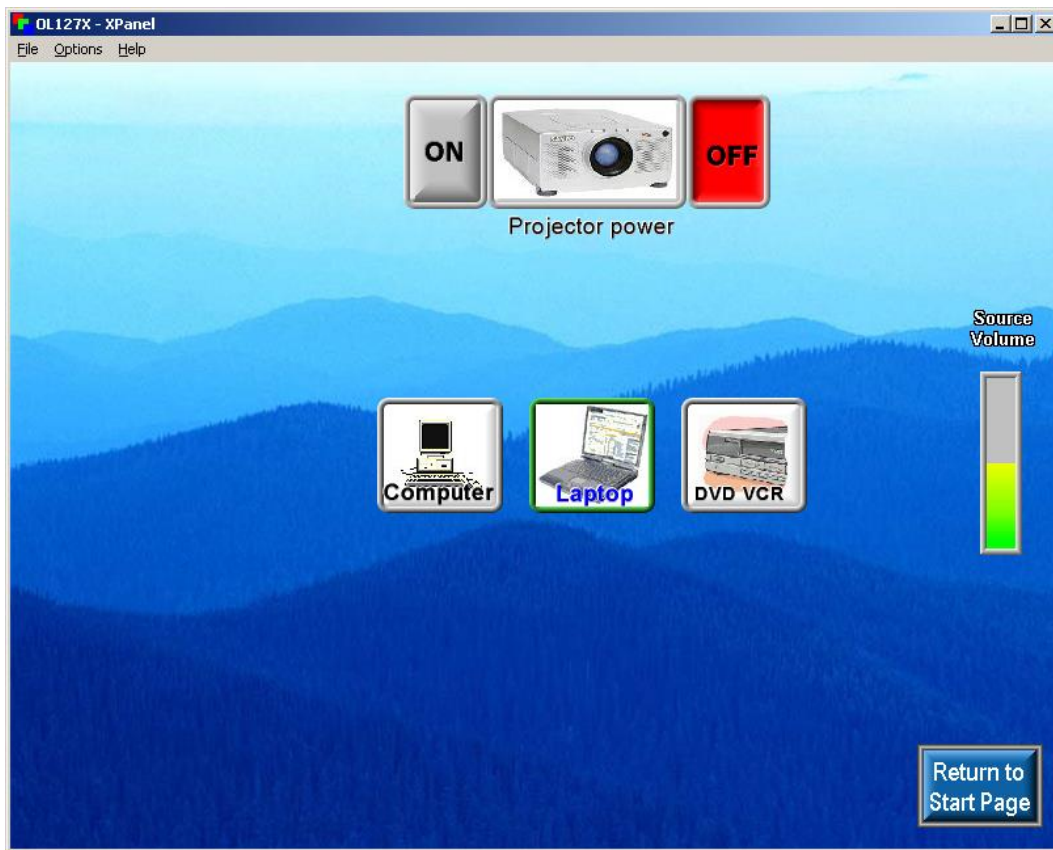 OL127X - XPanel
File Options Help
ON
OFF
Projector power
Source
Volume
Computer
Laptop
DVD VCR
Return to
Start Page